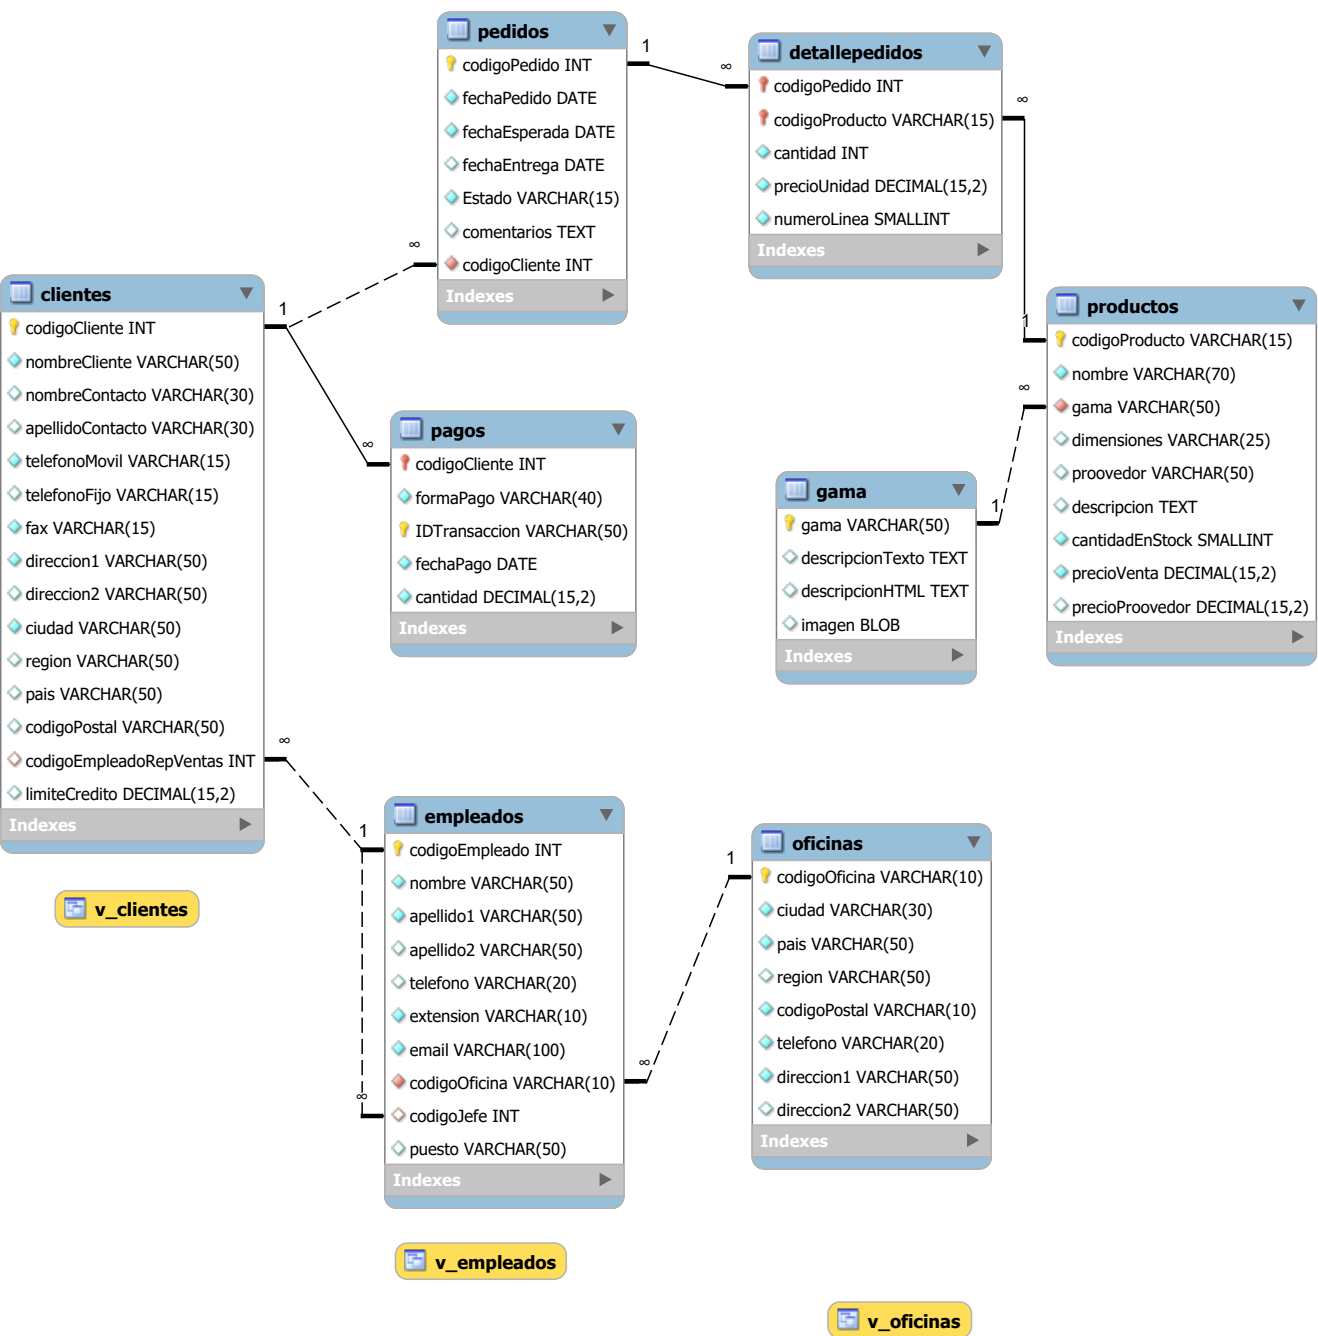 pedidos
codigoPedido INT
fechaPedido DATE
fechaEsperada DATE
fechaEntrega DATE
Estado VARCHAR(15)
comentarios TEXT
codigoCliente INT
Indexes
1
∞
detallepedidos
codigoPedido INT
codigoProducto VARCHAR(15)
cantidad INT
precioUnidad DECIMAL(15,2)
numeroLinea SMALLINT
Indexes
∞
1
∞
1
clientes
codigoCliente INT
nombreCliente VARCHAR(50)
nombreContacto VARCHAR(30)
apellidoContacto VARCHAR(30)
telefonoMovil VARCHAR(15)
telefonoFijo VARCHAR(15)
fax VARCHAR(15)
direccion1 VARCHAR(50)
direccion2 VARCHAR(50)
ciudad VARCHAR(50)
region VARCHAR(50)
pais VARCHAR(50)
codigoPostal VARCHAR(50)
codigoEmpleadoRepVentas INT
limiteCredito DECIMAL(15,2)
Indexes
∞
pagos
codigoCliente INT
formaPago VARCHAR(40)
IDTransaccion VARCHAR(50)
fechaPago DATE
cantidad DECIMAL(15,2)
Indexes
productos
codigoProducto VARCHAR(15)
nombre VARCHAR(70)
gama VARCHAR(50)
dimensiones VARCHAR(25)
proovedor VARCHAR(50)
descripcion TEXT
cantidadEnStock SMALLINT
precioVenta DECIMAL(15,2)
precioProovedor DECIMAL(15,2)
Indexes
∞
1
gama
gama VARCHAR(50)
descripcionTexto TEXT
descripcionHTML TEXT
imagen BLOB
Indexes
∞
1
∞
empleados
codigoEmpleado INT
nombre VARCHAR(50)
apellido1 VARCHAR(50)
apellido2 VARCHAR(50)
telefono VARCHAR(20)
extension VARCHAR(10)
email VARCHAR(100)
codigoOficina VARCHAR(10)
codigoJefe INT
puesto VARCHAR(50)
Indexes
1
∞
oficinas
codigoOficina VARCHAR(10)
ciudad VARCHAR(30)
pais VARCHAR(50)
region VARCHAR(50)
codigoPostal VARCHAR(10)
telefono VARCHAR(20)
direccion1 VARCHAR(50)
direccion2 VARCHAR(50)
Indexes
v_clientes
v_empleados
v_oficinas